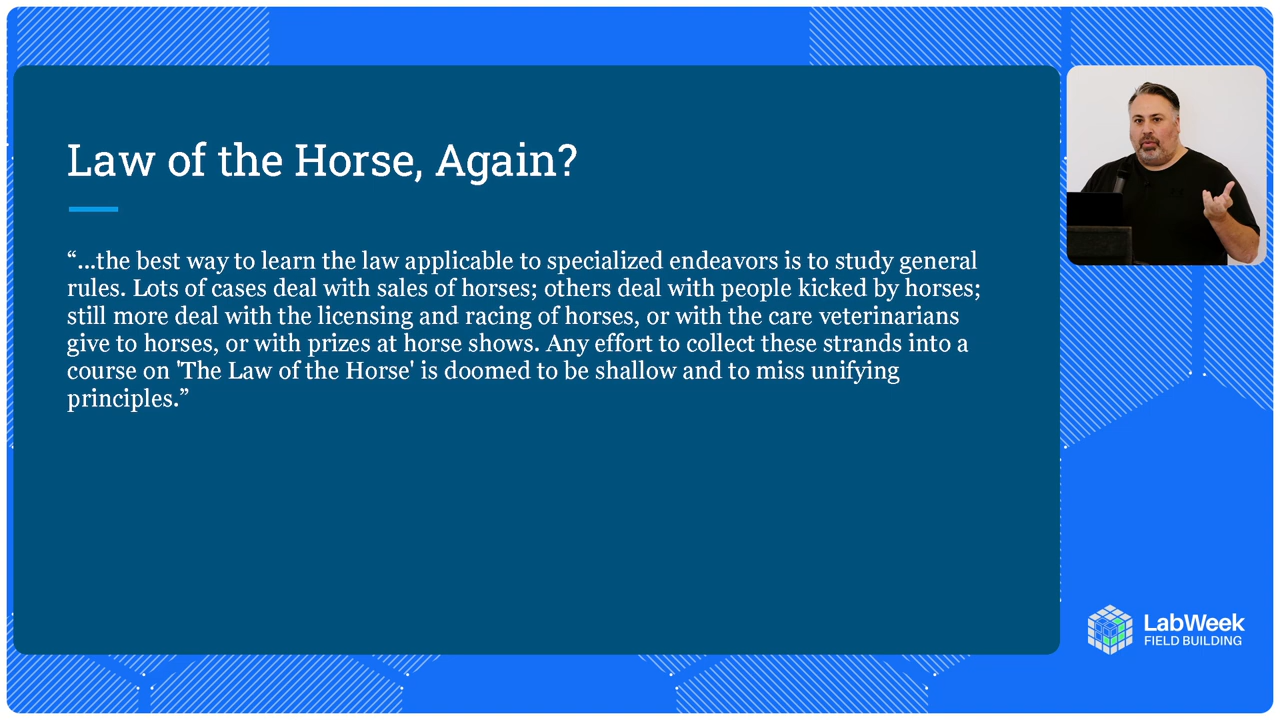 Law of the Horse, Again?
“...the best way to learn the law applicable to specialized endeavors is to study general
rules. Lots of cases deal with sales of horses; others deal with people kicked by horses;
still more deal with the licensing and racing of horses, or with the care veterinarians
give to horses, or with prizes at horse shows. Any effort to collect these strands into a
course on 'The Law of the Horse' is doomed to be shallow and to miss unifying
principles.”
LabWeek
FIELD BUILDING